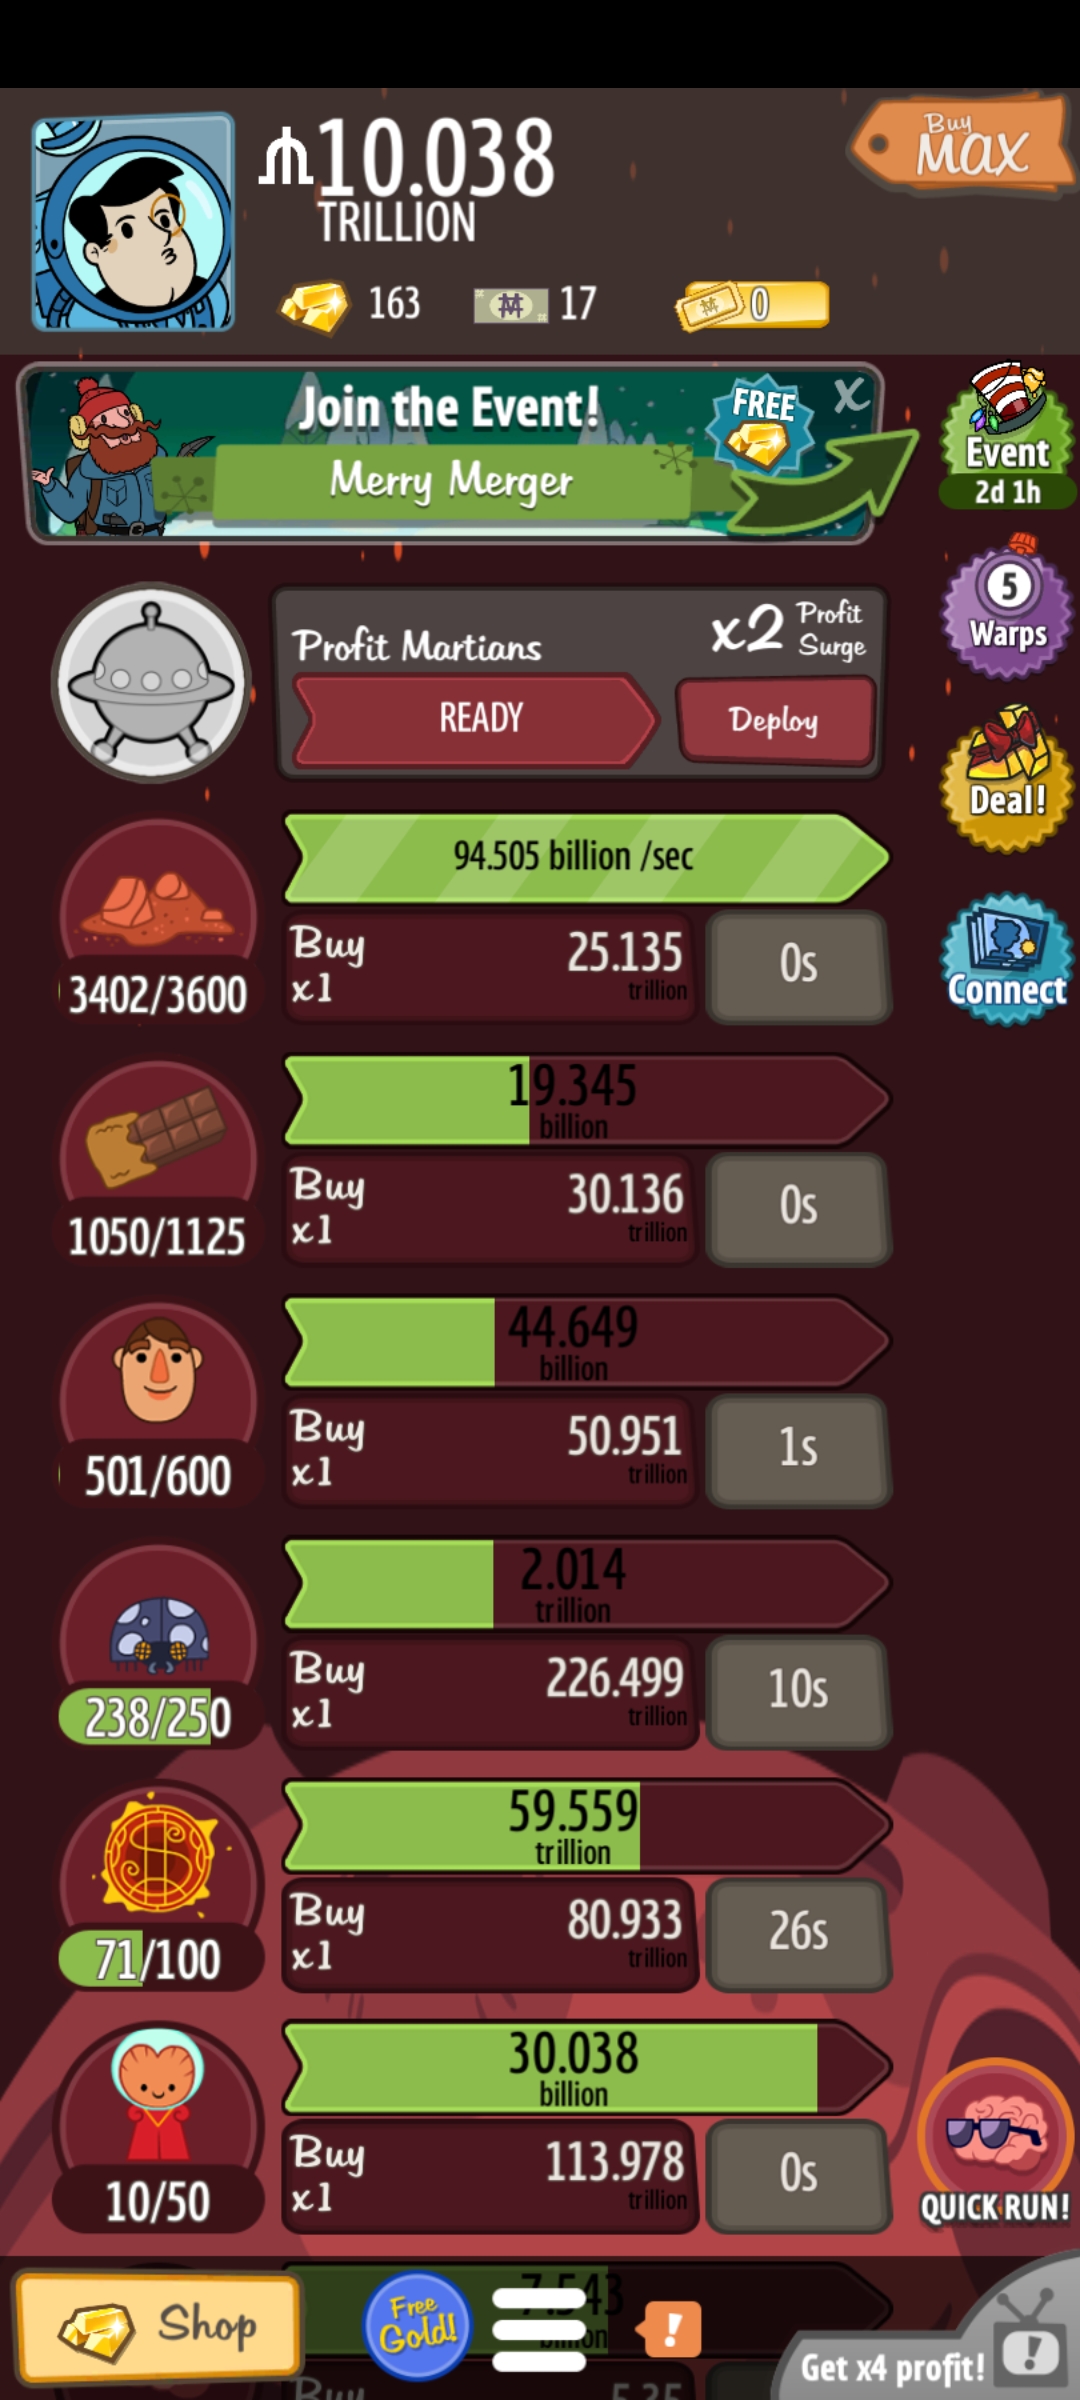 10.038
TRILLION
Buy
MAX
163
17
0
Join the Event!
Merry Merger
FREE
X
Event
2d 1h
Profit Martians
x2 Profit Surge
READY
Deploy
5
Warps
Deal!
Connect
94.505 billion /sec
3402/3600
Buy
x1
25.135
trillion
0s
19.345
billion
1050/1125
Buy
x1
30.136
trillion
0s
44.649
billion
501/600
Buy
x1
50.951
trillion
1s
2.014
trillion
238/250
Buy
x1
226.499
trillion
10s
59.559
trillion
71/100
Buy
x1
80.933
trillion
26s
30.038
billion
10/50
Buy
x1
113.978
trillion
0s
QUICK RUN!
Shop
Free
Gold!
!
Get x4 profit!
!
Buy